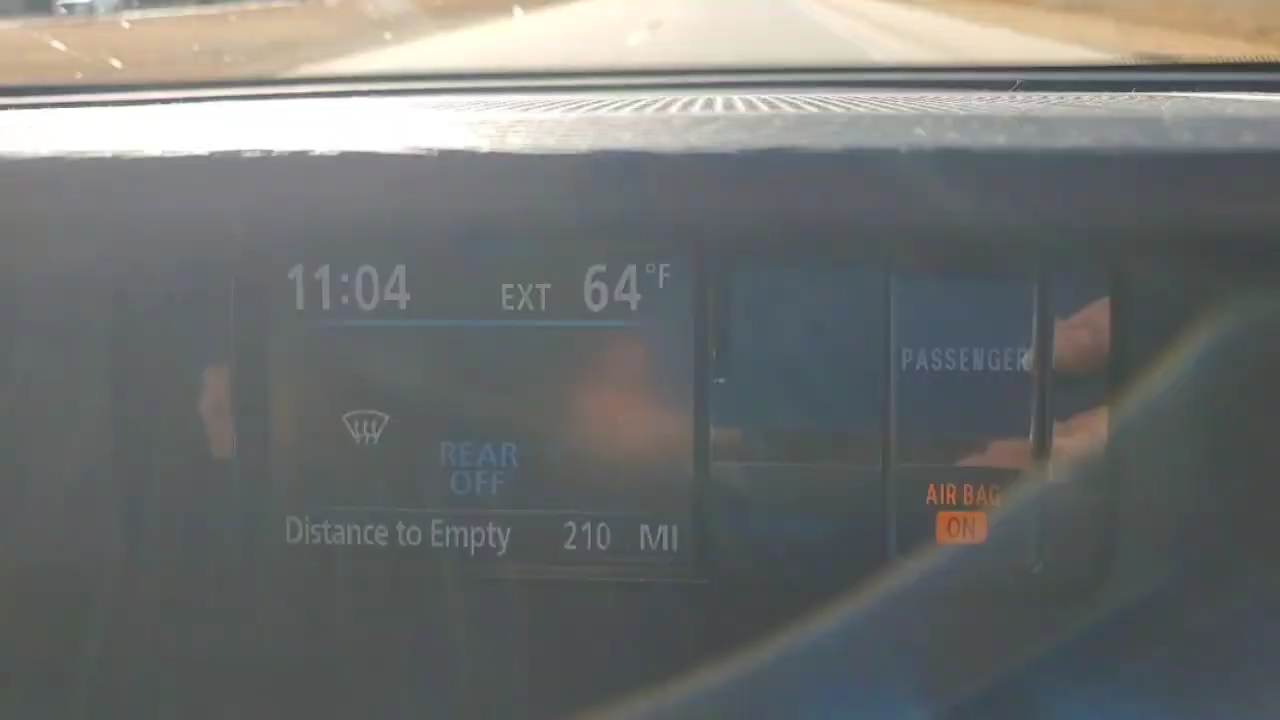 11:04 EXT 64°F
PASSENGER
REAR
OFF
AIR BAG
ON
Distance to Empty 210 MI